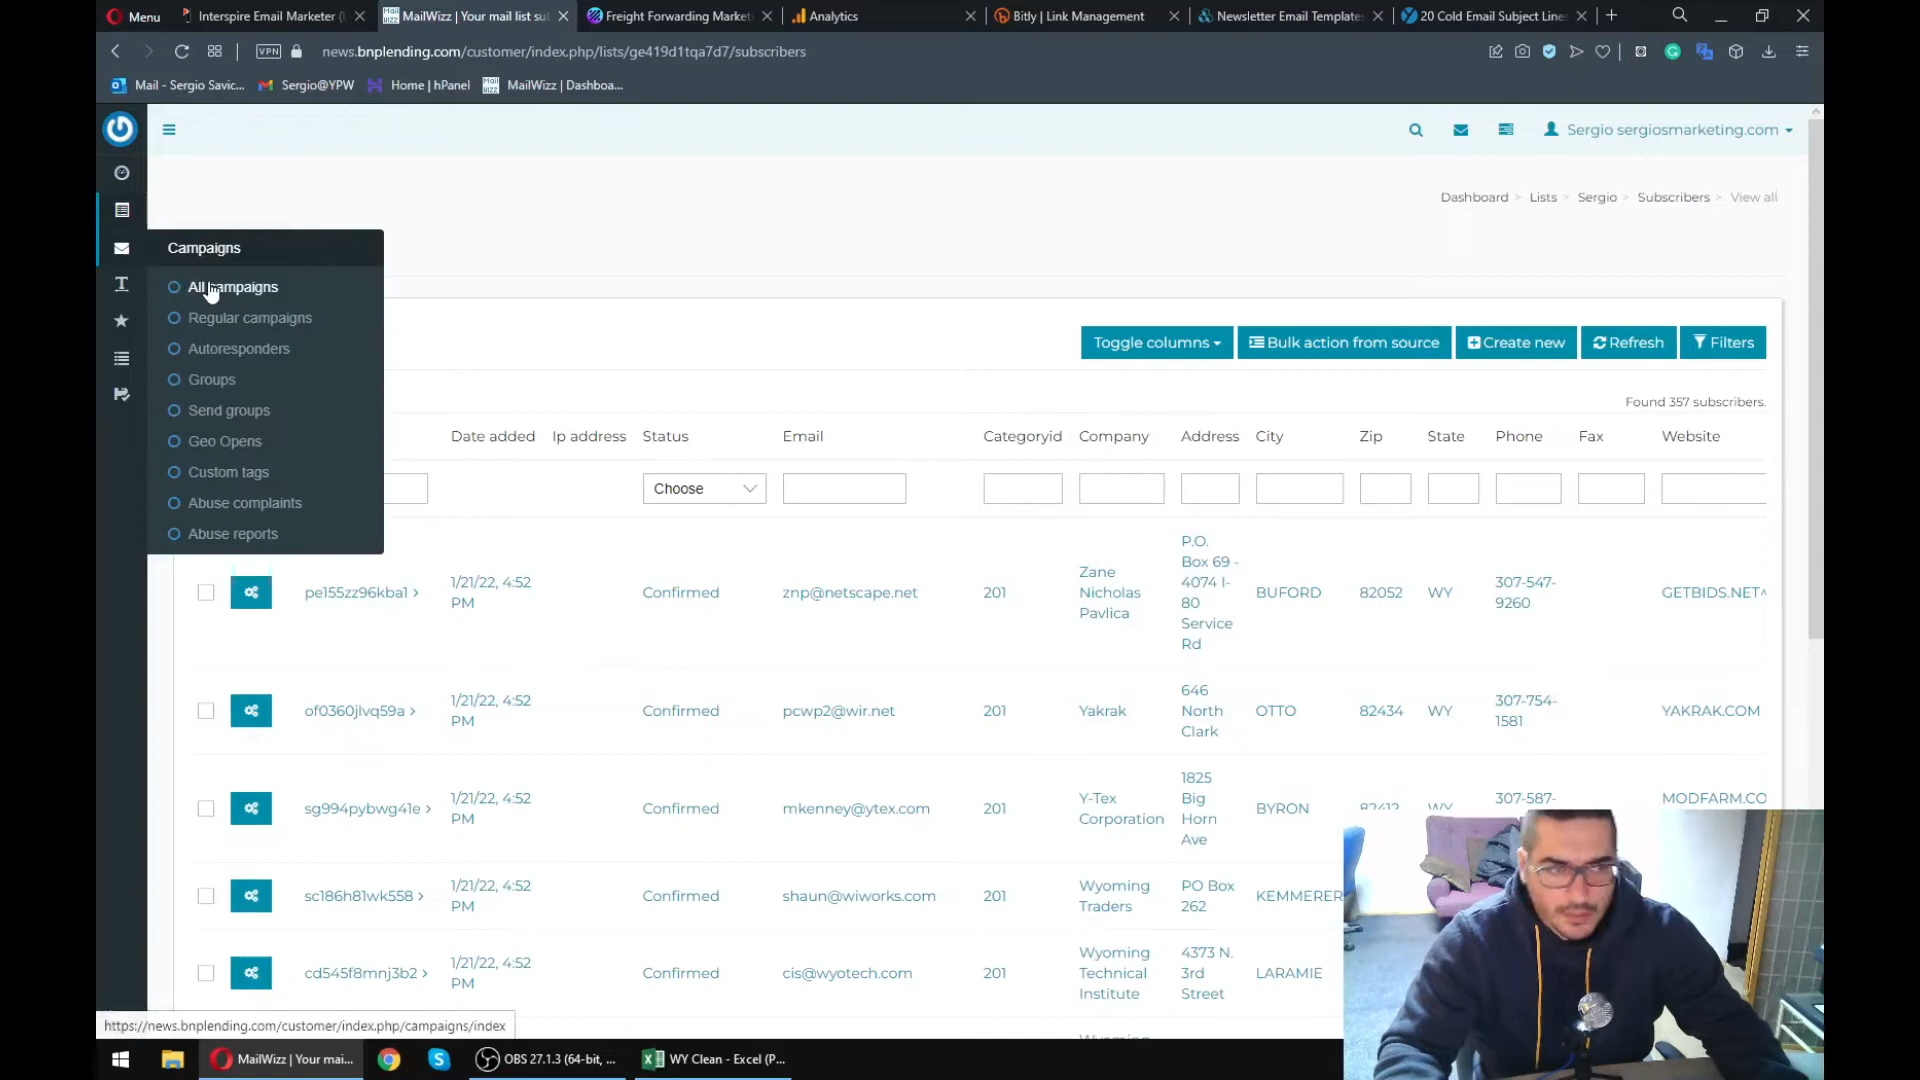 Menu
Interspire Email Marketer (
MailWizz | Your mail list su
Freight Forwarding Market
Analytics
Bitly | Link Management
Newsletter Email Template
20 Cold Email Subject Line
VPN
news.bnplending.com/customer/index.php/lists/ge419d1tqa7d7/subscribers
Mail - Sergio Savic...
Sergio@YPW
Home | hPanel
MailWizz | Dashboa...
Sergio sergiosmarketing.com
Dashboard > Lists > Sergio > Subscribers > View all
Campaigns
All campaigns
Regular campaigns
Autoresponders
Groups
Send groups
Geo Opens
Custom tags
Abuse complaints
Abuse reports
Toggle columns
Bulk action from source
Create new
Refresh
Filters
Found 357 subscribers.
Date added
Ip address
Status
Email
Categoryid
Company
Address
City
Zip
State
Phone
Fax
Website
Choose
pe155zz96kba1 >
1/21/22, 4:52
PM
Confirmed
znp@netscape.net
201
Zane
Nicholas
Pavlica
P.O.
Box 69 -
4074 I-
80
Service
Rd
BUFORD
82052
WY
307-547-
9260
GETBIDS.NET^
of0360jlvq59a >
1/21/22, 4:52
PM
Confirmed
pcwp2@wir.net
201
Yakrak
646
North
Clark
OTTO
82434
WY
307-754-
1581
YAKRAK.COM
sg994pybwg41e >
1/21/22, 4:52
PM
Confirmed
mkenney@ytex.com
201
Y-Tex
Corporation
1825
Big
Horn
Ave
BYRON
82412
WY
307-587-
MODFARM.CO
sc186h81wk558 >
1/21/22, 4:52
PM
Confirmed
shaun@wiworks.com
201
Wyoming
Traders
PO Box
262
KEMMERER
cd545f8mnj3b2 >
1/21/22, 4:52
PM
Confirmed
cis@wyotech.com
201
Wyoming
Technical
Institute
4373 N.
3rd
Street
LARAMIE
https://news.bnplending.com/customer/index.php/campaigns/index
MailWizz | Your mai...
OBS 27.1.3 (64-bit, ...
WY Clean - Excel (P...